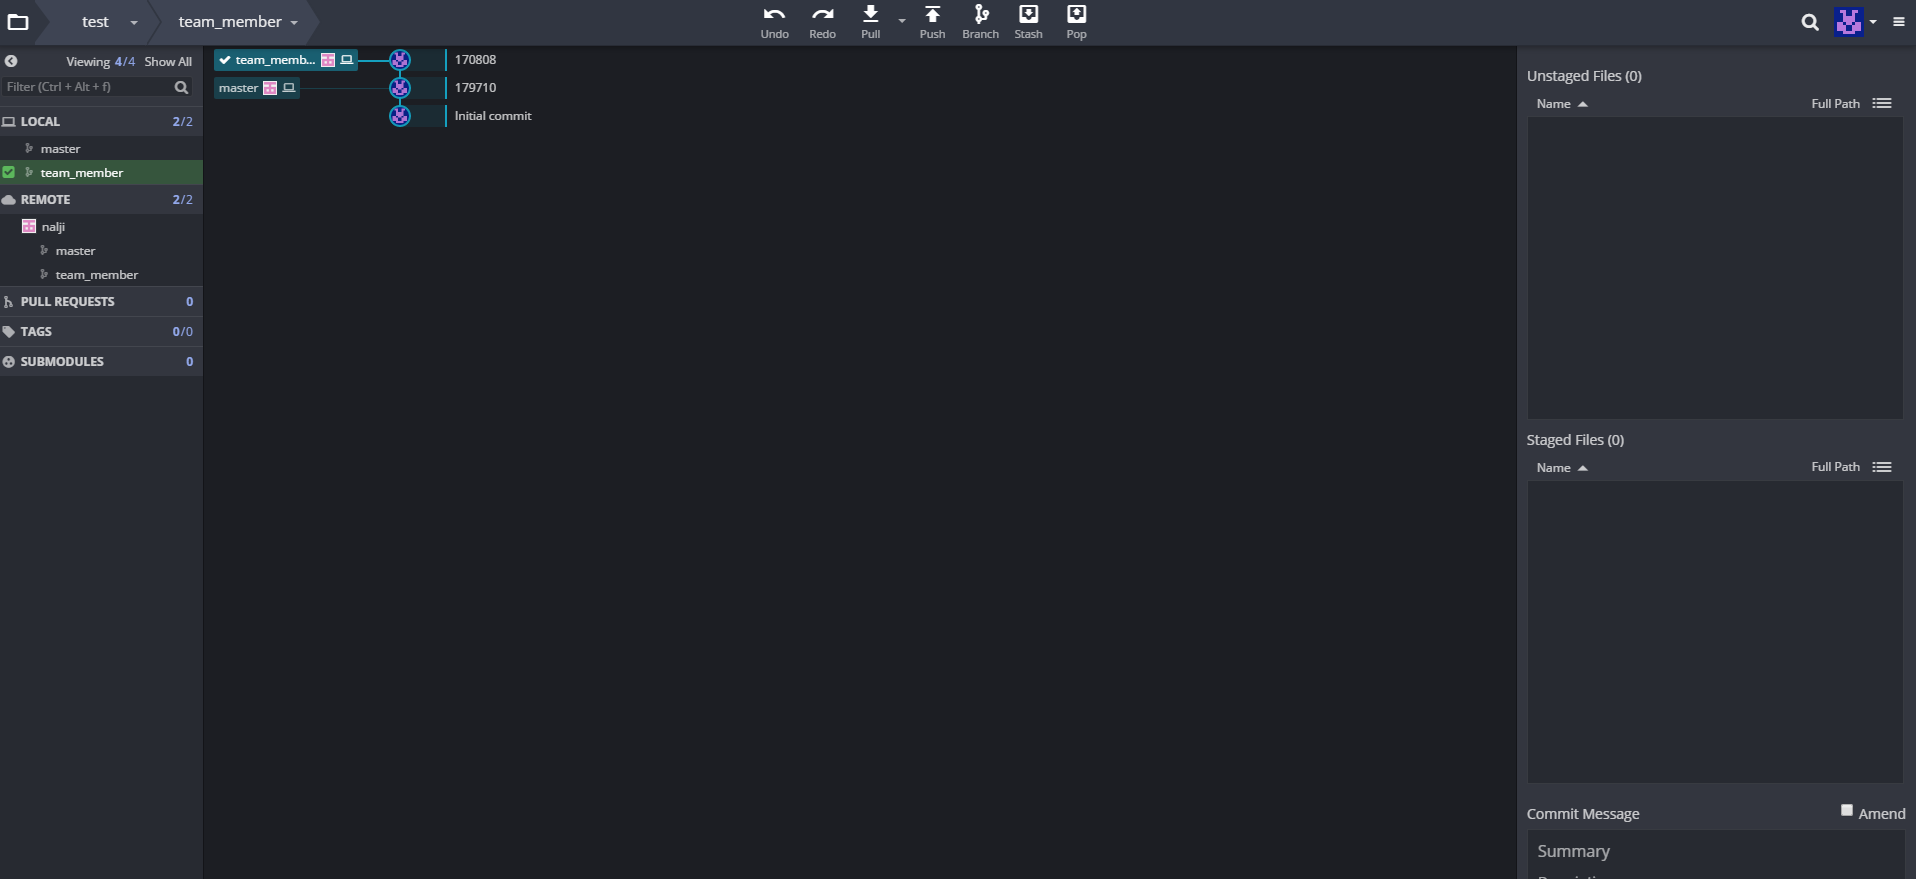 test
team_member
Undo
Redo
Pull
Push
Branch
Stash
Pop
Viewing 4/4 Show All
Filter (Ctrl + Alt + f)
LOCAL 2/2
master
team_member
REMOTE 2/2
nalji
master
team_member
PULL REQUESTS 0
TAGS 0/0
SUBMODULES 0
team_memb... 170808
master 179710
Initial commit
Unstaged Files (0)
Name Full Path
Staged Files (0)
Name Full Path
Commit Message Amend
Summary